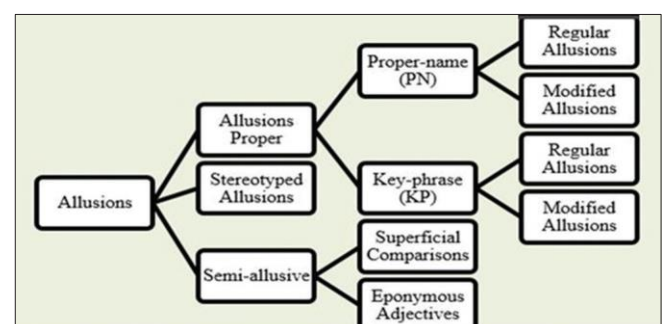 Allusions
Allusions
Proper
Stereotyped
Allusions
Semi-allusive
Proper-name
(PN)
Key-phrase
(KP)
Superficial
Comparisons
Eponymous
Adjectives
Regular
Allusions
Modified
Allusions
Regular
Allusions
Modified
Allusions